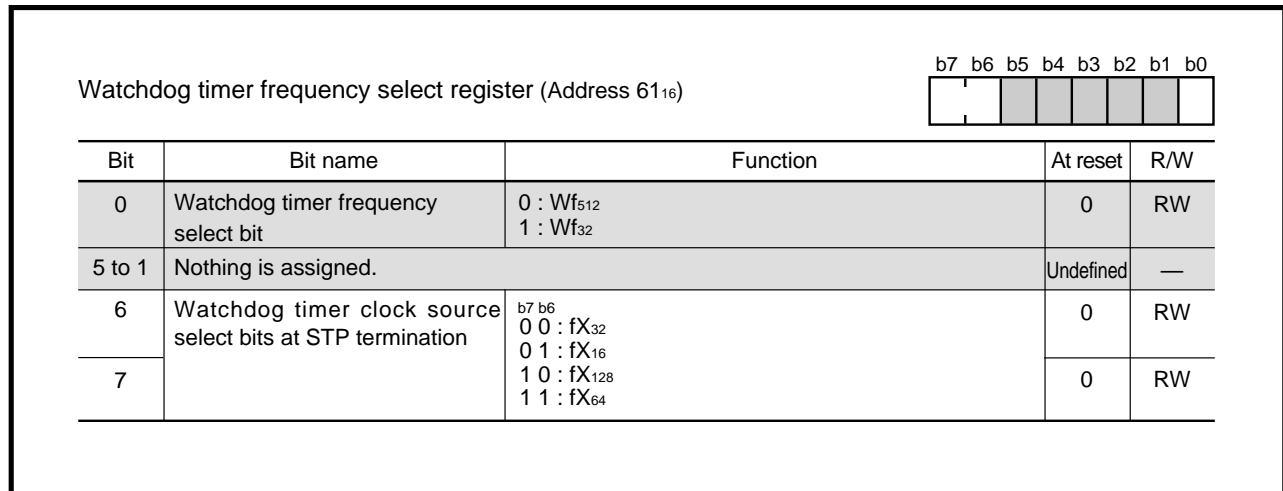 b7 b6 b5 b4 b3 b2 b1 b0
Watchdog timer frequency select register (Address 61₁₆)
Bit Bit name Function At reset R/W
0 Watchdog timer frequency select bit 0 : Wf₅₁₂ 0 RW
1 : Wf₃₂
5 to 1 Nothing is assigned. Undefined —
6 Watchdog timer clock source select bits at STP termination b7 b6 0 RW
0 0 : fX₃₂
0 1 : fX₁₆
7 1 0 : fX₁₂₈ 0 RW
1 1 : fX₆₄